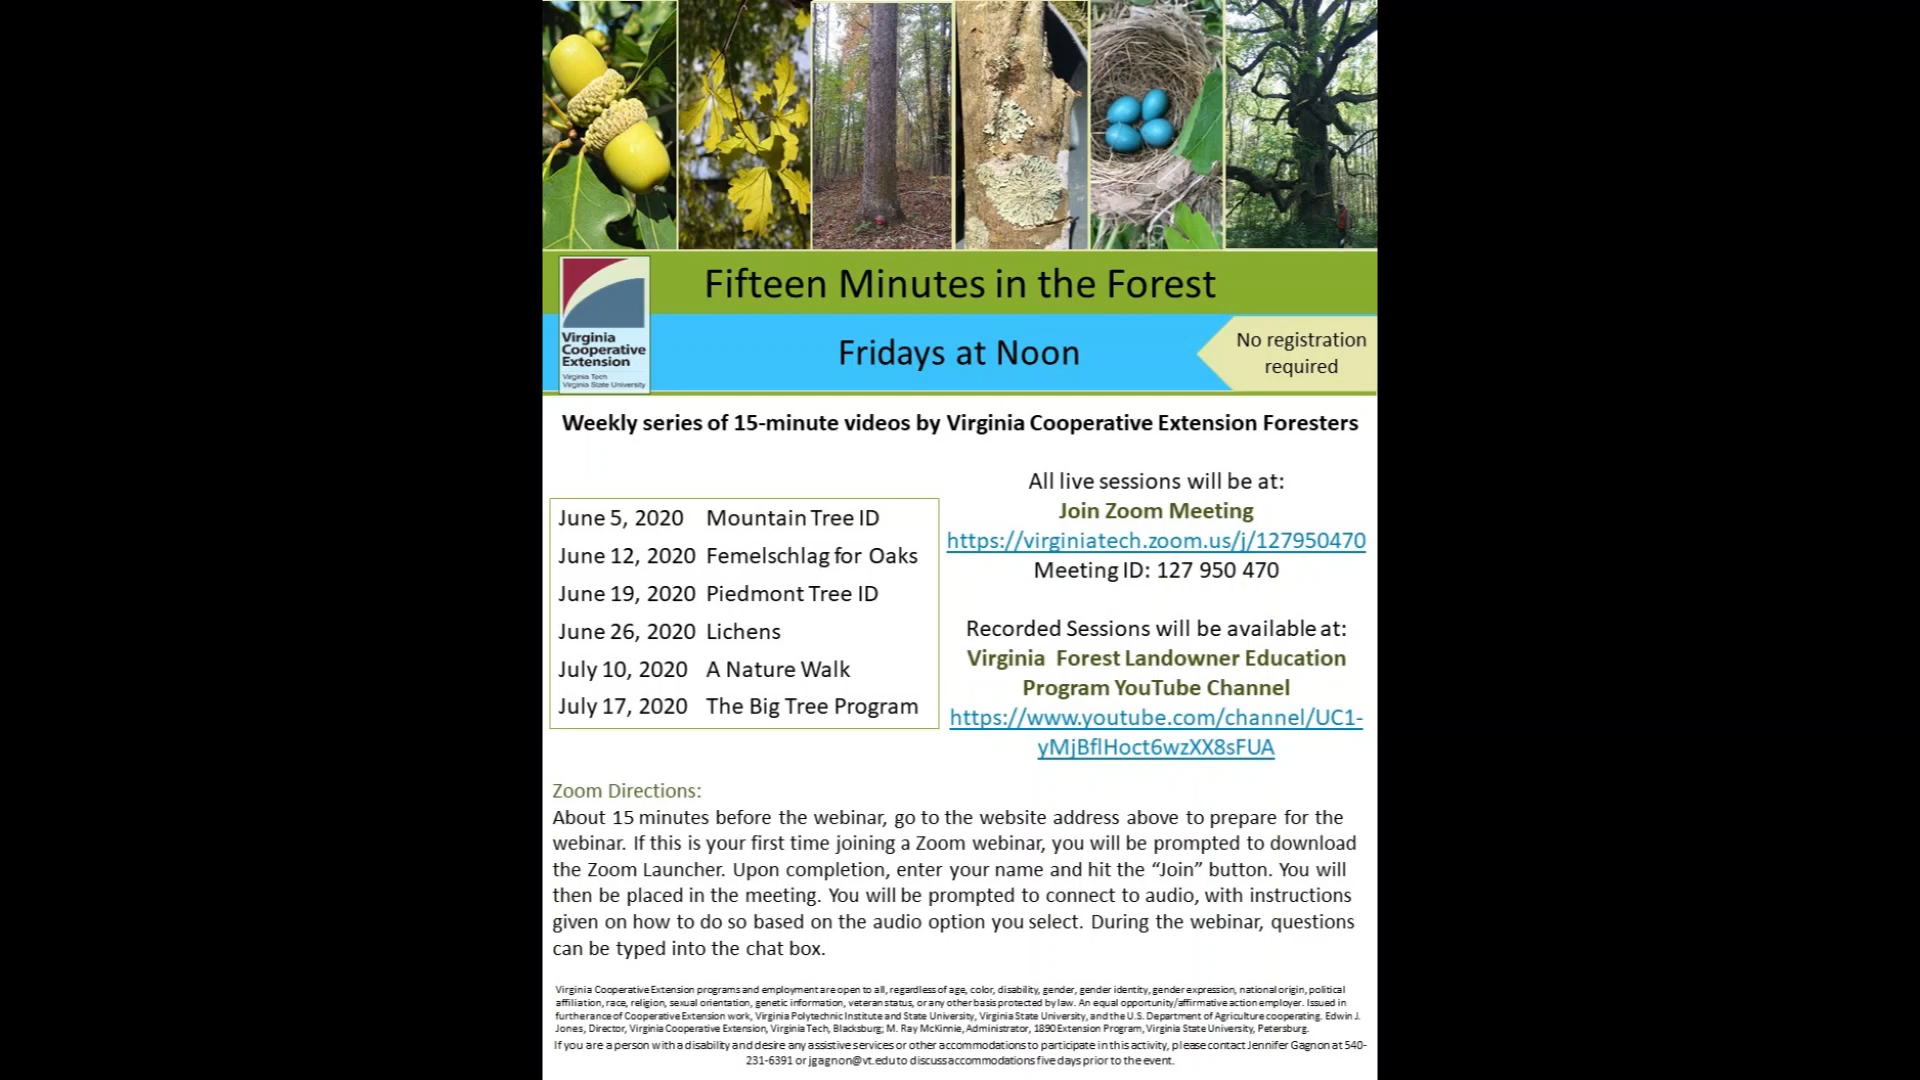 Fifteen Minutes in the Forest
Virginia
Cooperative
Extension
Virginia Tech
Virginia State University
Fridays at Noon
No registration
required
Weekly series of 15-minute videos by Virginia Cooperative Extension Foresters
June 5, 2020 Mountain Tree ID
June 12, 2020 Femelschlag for Oaks
June 19, 2020 Piedmont Tree ID
June 26, 2020 Lichens
July 10, 2020 A Nature Walk
July 17, 2020 The Big Tree Program
All live sessions will be at:
Join Zoom Meeting
https://virginiatech.zoom.us/j/127950470
Meeting ID: 127 950 470
Recorded Sessions will be available at:
Virginia Forest Landowner Education
Program YouTube Channel
https://www.youtube.com/channel/UC1-
yMjBflHoct6wzXX8sFUA
Zoom Directions:
About 15 minutes before the webinar, go to the website address above to prepare for the
webinar. If this is your first time joining a Zoom webinar, you will be prompted to download
the Zoom Launcher. Upon completion, enter your name and hit the “Join” button. You will
then be placed in the meeting. You will be prompted to connect to audio, with instructions
given on how to do so based on the audio option you select. During the webinar, questions
can be typed into the chat box.
Virginia Cooperative Extension programs and employment are open to all, regardless of age, color, disability, gender, gender identity, gender expression, national origin, political
affiliation, race, religion, sexual orientation, genetic information, veteran status, or any other basis protected by law. An equal opportunity/affirmative action employer. Issued in
furtherance of Cooperative Extension work, Virginia Polytechnic Institute and State University, Virginia State University, and the U.S. Department of Agriculture cooperating. Edwin J.
Jones, Director, Virginia Cooperative Extension, Virginia Tech, Blacksburg; M. Ray McKinnie, Administrator, 1890 Extension Program, Virginia State University, Petersburg.
If you are a person with a disability and desire any assistive services or other accommodations to participate in this activity, please contact Jennifer Gagnon at 540-
231-6391 or jgagnon@vt.edu to discuss accommodations five days prior to the event.